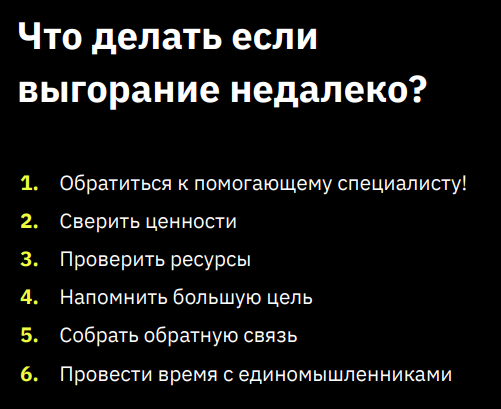 Что делать если
выгорание недалеко?
1. Обратиться к помогающему специалисту!
2. Сверить ценности
3. Проверить ресурсы
4. Напомнить большую цель
5. Собрать обратную связь
6. Провести время с единомышленниками